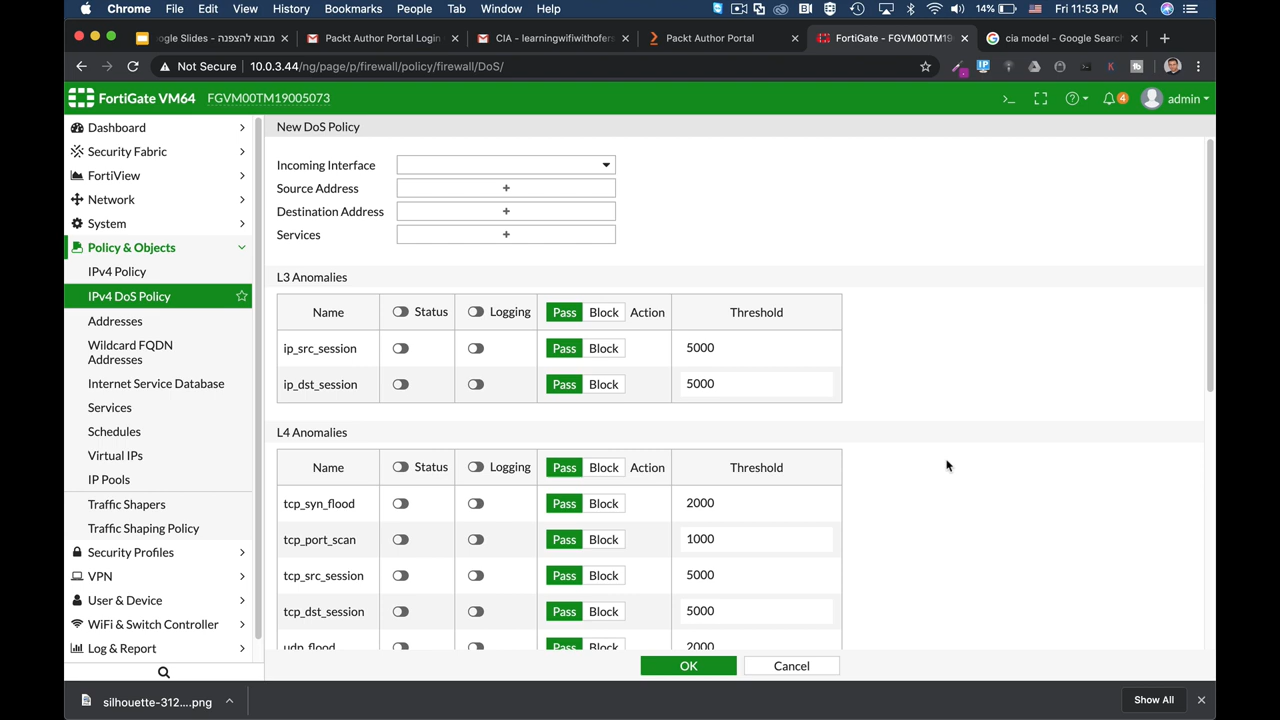 Chrome File Edit View History Bookmarks People Tab Window Help 14% Fri 11:53 PM
ogle Slides - מבוא להצפנה Packt Author Portal Login CIA - learningwifiwithofer Packt Author Portal FortiGate - FGVM00TM19 cia model - Google Search
Not Secure 10.0.3.44/ng/page/p/firewall/policy/firewall/DoS/
FortiGate VM64 FGVM00TM19005073 >_ 4 admin
Dashboard
Security Fabric
FortiView
Network
System
Policy & Objects
IPv4 Policy
IPv4 DoS Policy
Addresses
Wildcard FQDN
Addresses
Internet Service Database
Services
Schedules
Virtual IPs
IP Pools
Traffic Shapers
Traffic Shaping Policy
Security Profiles
VPN
User & Device
WiFi & Switch Controller
Log & Report
New DoS Policy
Incoming Interface
Source Address +
Destination Address +
Services +
L3 Anomalies
Name Status Logging Pass Block Action Threshold
ip_src_session Pass Block 5000
ip_dst_session Pass Block 5000
L4 Anomalies
Name Status Logging Pass Block Action Threshold
tcp_syn_flood Pass Block 2000
tcp_port_scan Pass Block 1000
tcp_src_session Pass Block 5000
tcp_dst_session Pass Block 5000
udp_flood Pass Block 2000
OK Cancel
silhouette-312....png Show All